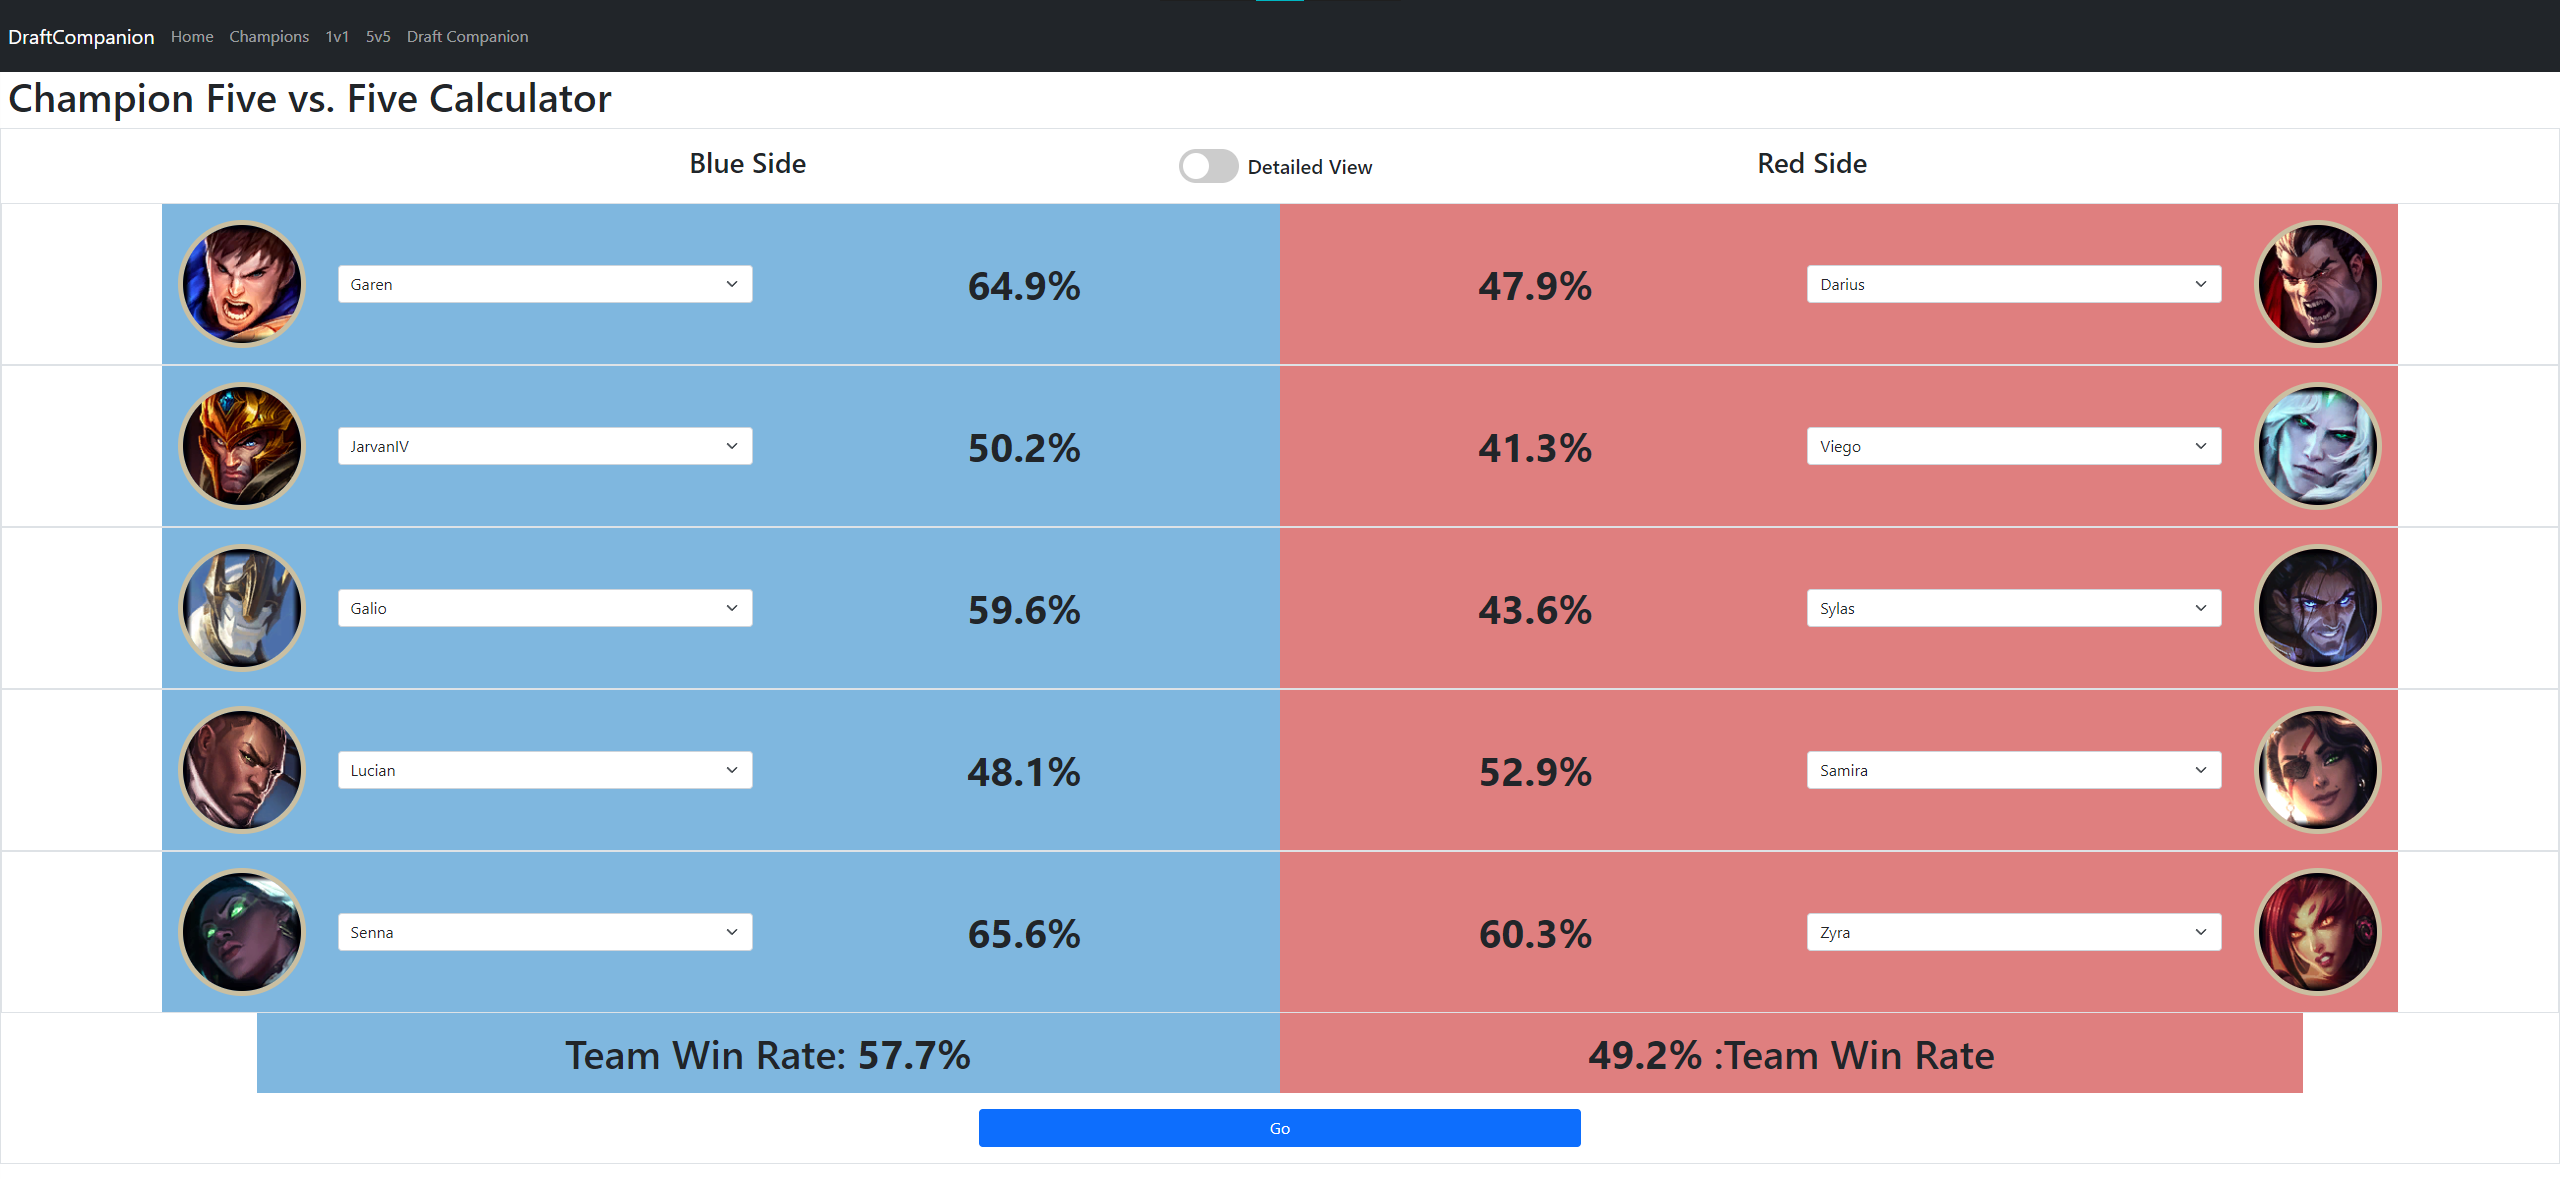 DraftCompanion Home Champions 1v1 5v5 Draft Companion
Champion Five vs. Five Calculator
Blue Side Detailed View Red Side
Garen 64.9% 47.9% Darius
JarvanIV 50.2% 41.3% Viego
Galio 59.6% 43.6% Sylas
Lucian 48.1% 52.9% Samira
Senna 65.6% 60.3% Zyra
Team Win Rate: 57.7% 49.2% :Team Win Rate
Go